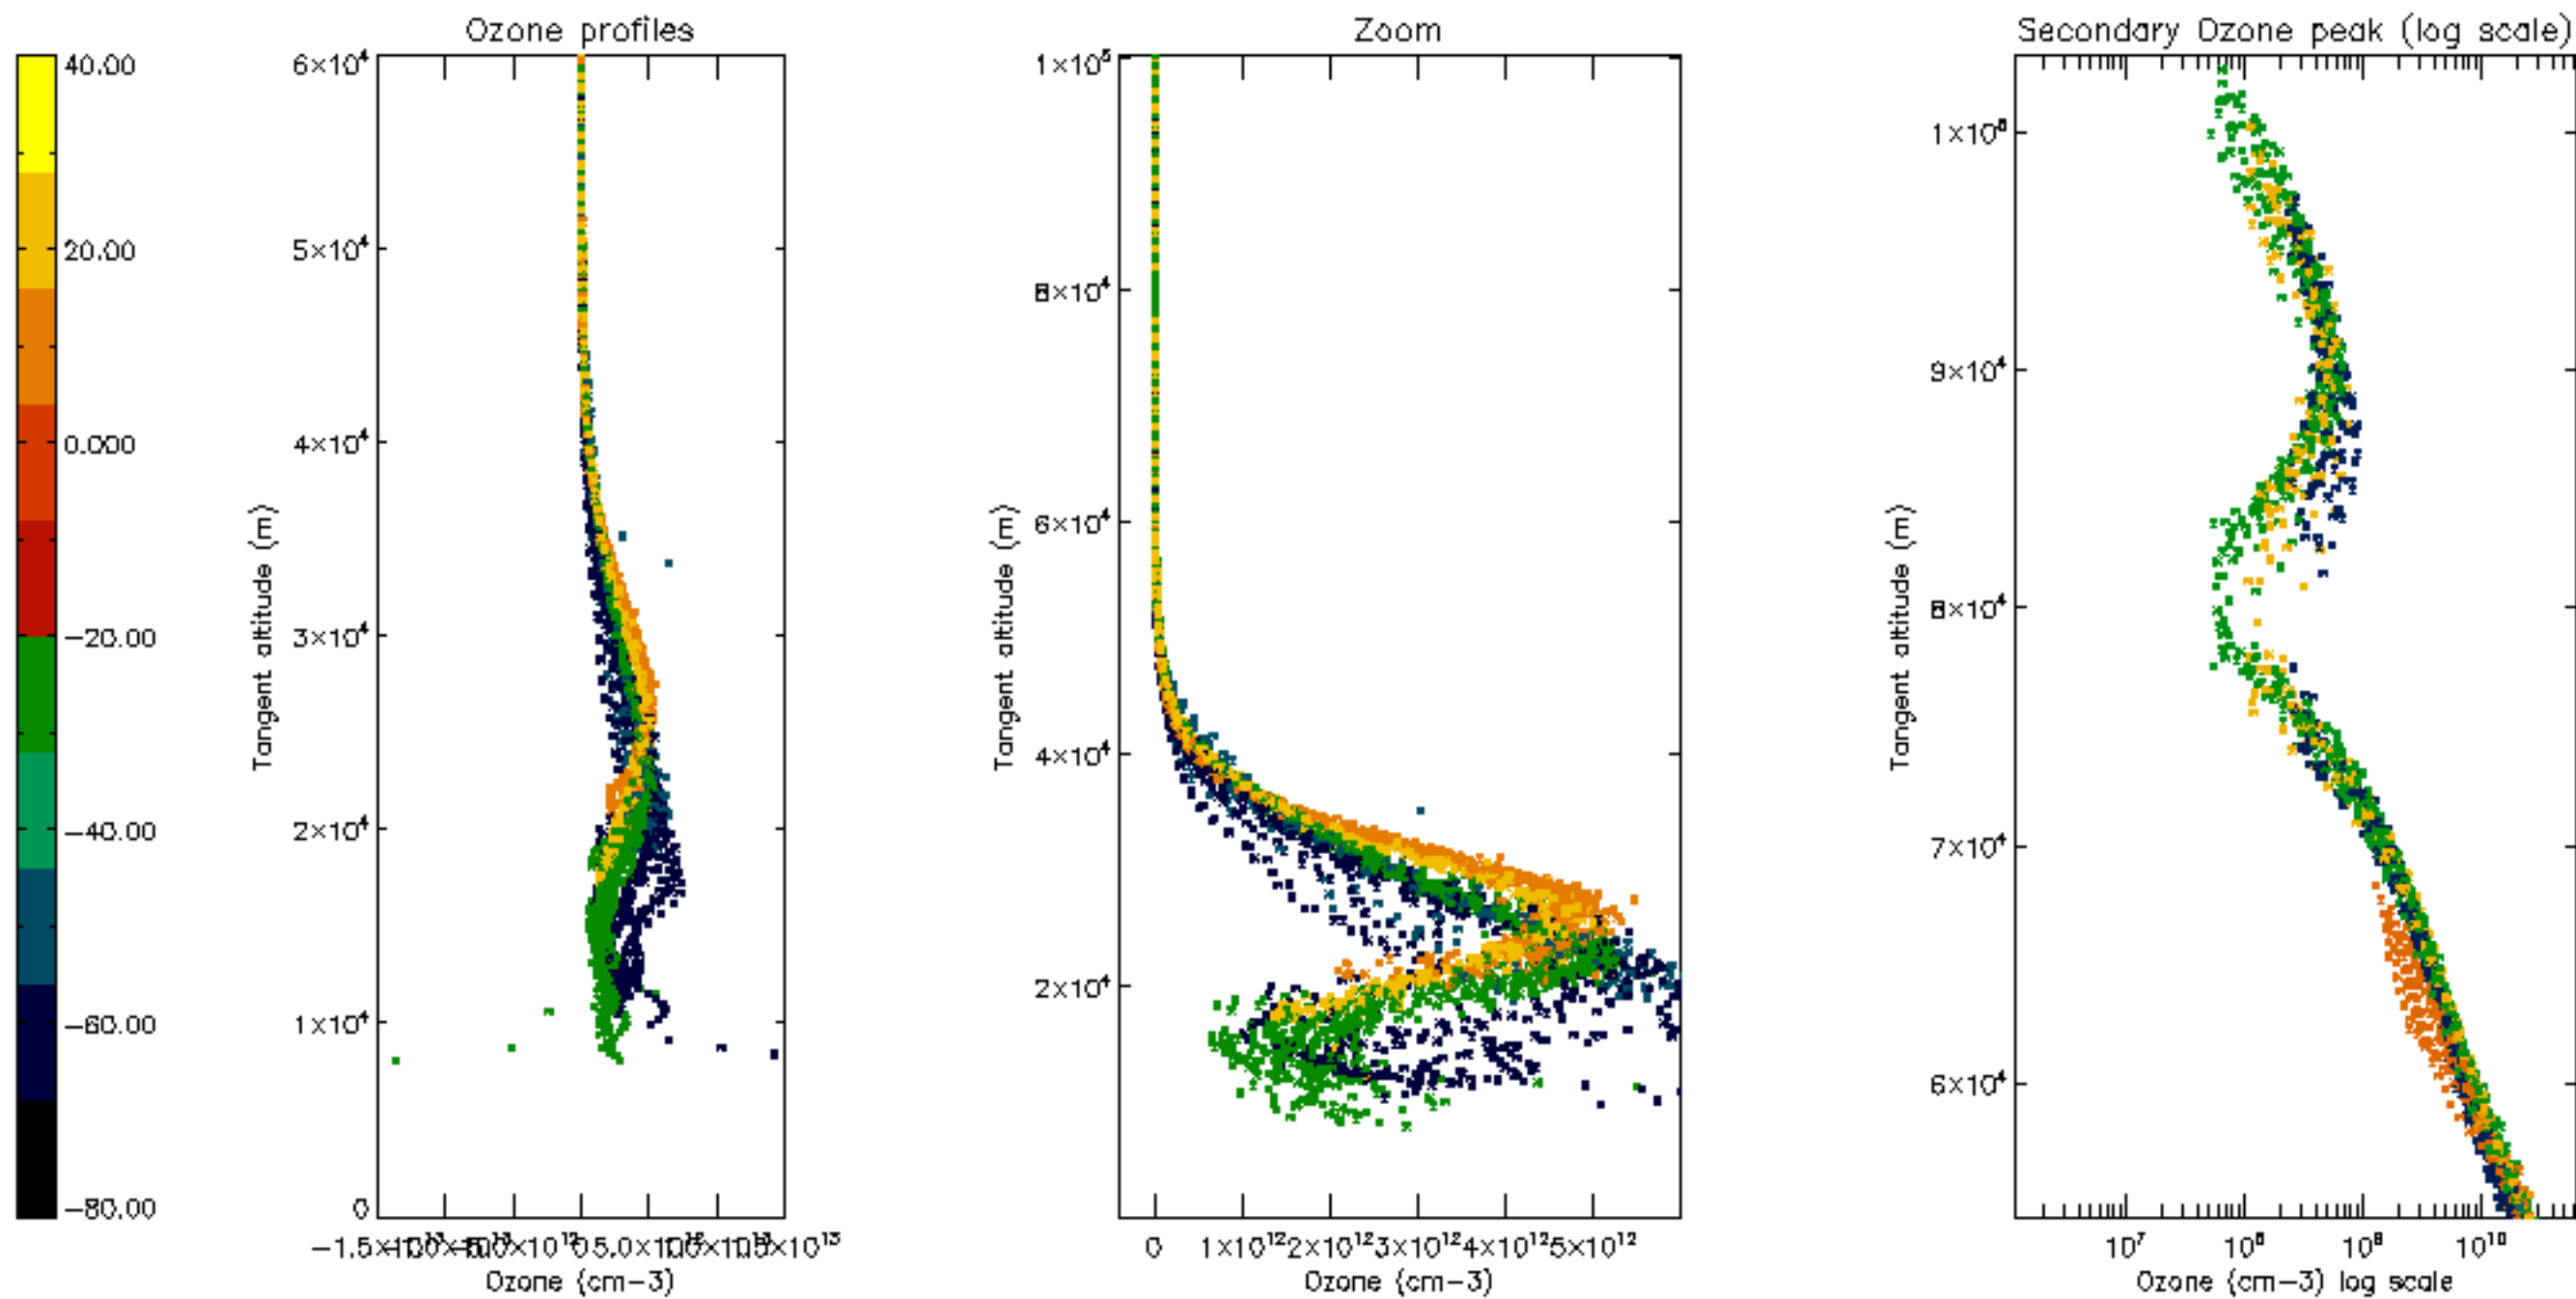 Ozone profiles
Zoom
Secondary Ozone peak (log scale)
40.00
20.00
0.000
−20.00
−40.00
−60.00
−80.00
6×10⁴
5×10⁴
4×10⁴
3×10⁴
2×10⁴
1×10⁴
0
Tangent altitude (m)
Ozone (cm−3)
1×10⁵
8×10⁴
6×10⁴
4×10⁴
2×10⁴
Tangent altitude (m)
0 1×10¹² 2×10¹² 3×10¹² 4×10¹² 5×10¹²
Ozone (cm−3)
1×10⁵
9×10⁴
8×10⁴
7×10⁴
6×10⁴
Tangent altitude (m)
10⁷ 10⁸ 10⁹ 10¹⁰
Ozone (cm−3) log scale